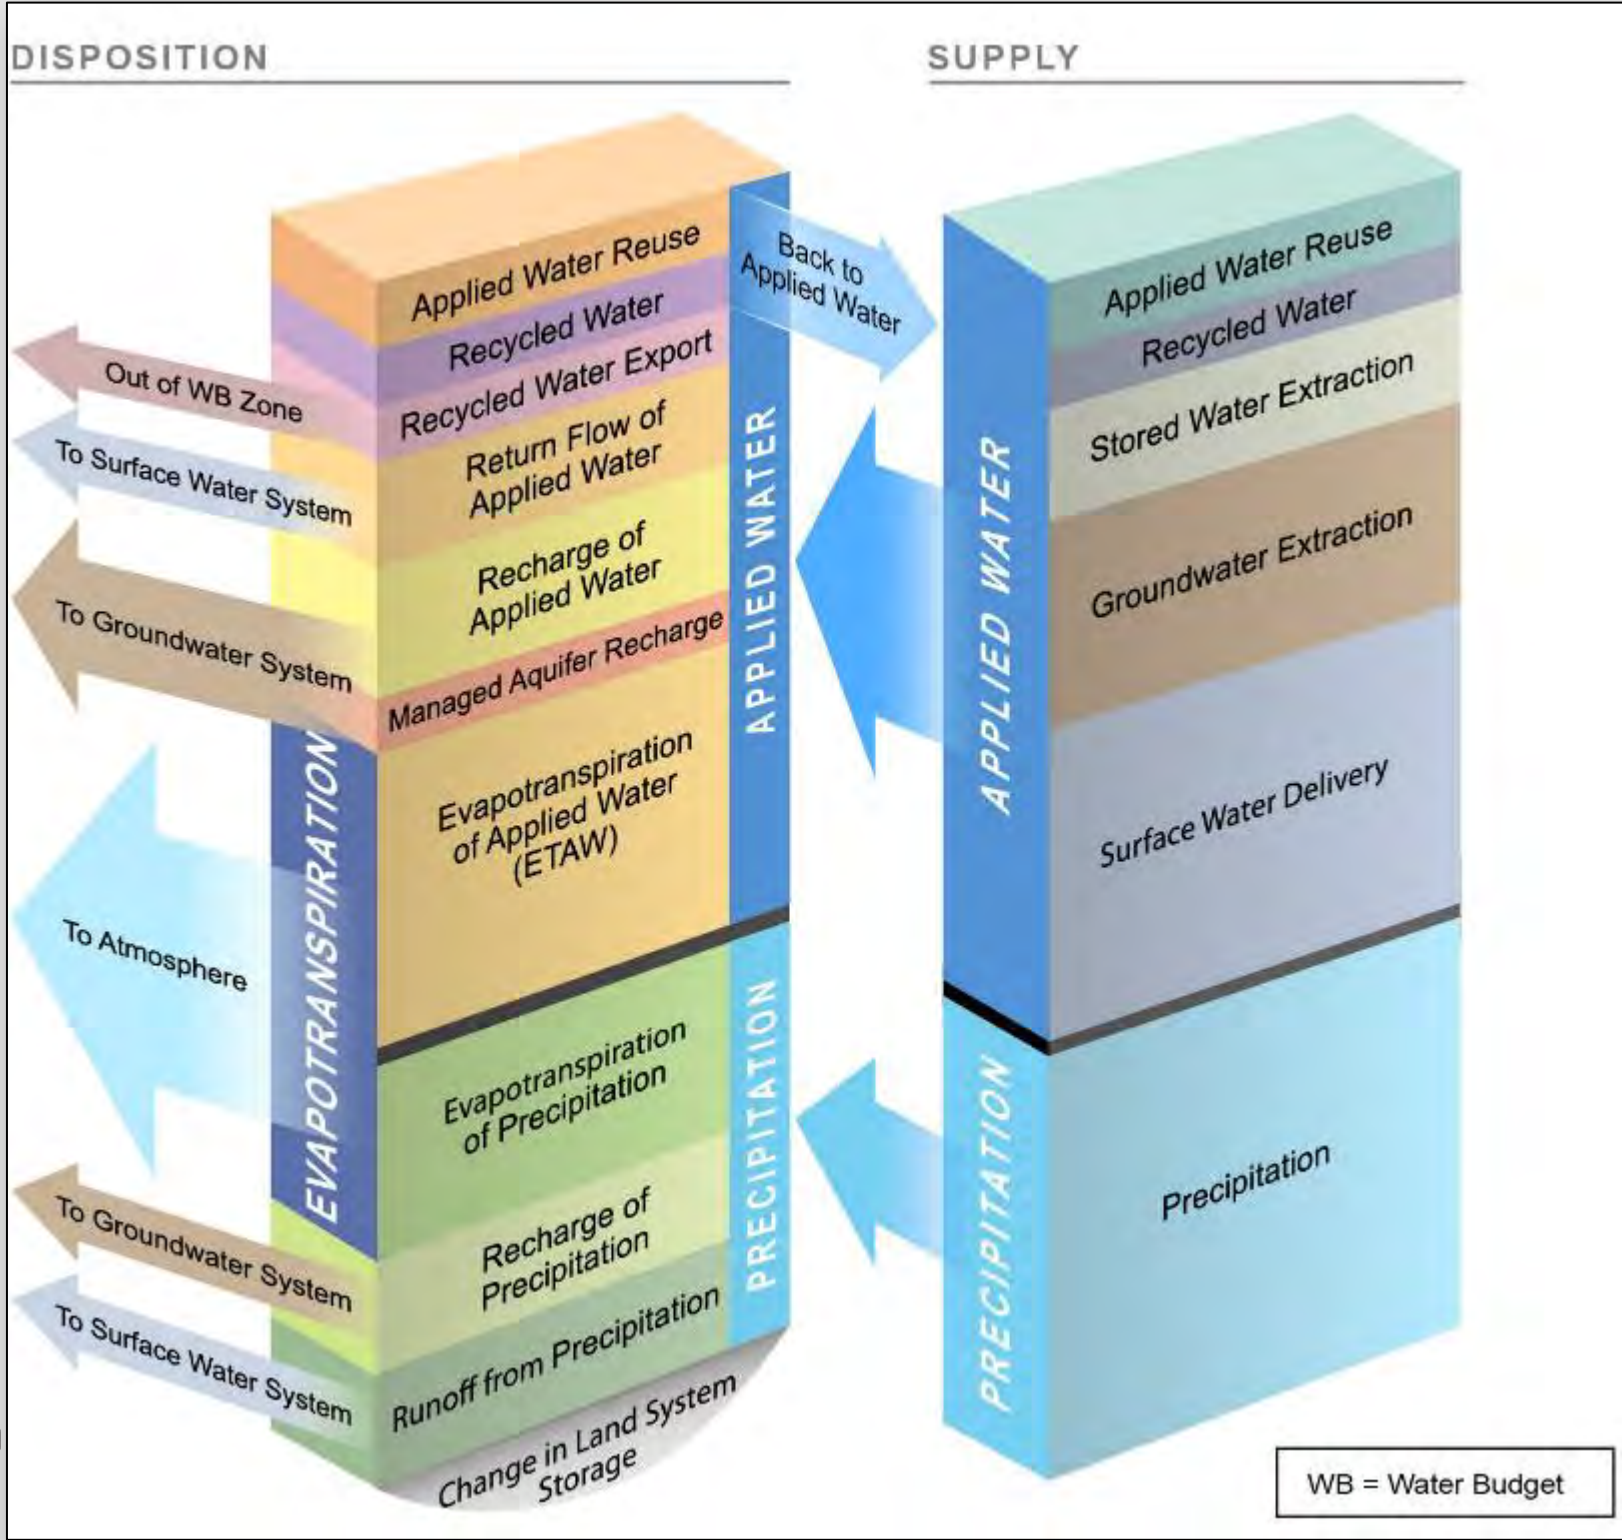 DISPOSITION
SUPPLY
Applied Water Reuse
Recycled Water
Recycled Water Export
Return Flow of
Applied Water
Recharge of
Applied Water
Managed Aquifer Recharge
Evapotranspiration
of Applied Water
(ETAW)
Evapotranspiration
of Precipitation
Recharge of
Precipitation
Runoff from Precipitation
Change in Land System
Storage
Out of WB Zone
To Surface Water System
To Groundwater System
To Atmosphere
To Groundwater System
To Surface Water System
EVAPOTRANSPIRATION
APPLIED WATER
PRECIPITATION
Back to
Applied Water
APPLIED WATER
PRECIPITATION
Applied Water Reuse
Recycled Water
Stored Water Extraction
Groundwater Extraction
Surface Water Delivery
Precipitation
WB = Water Budget